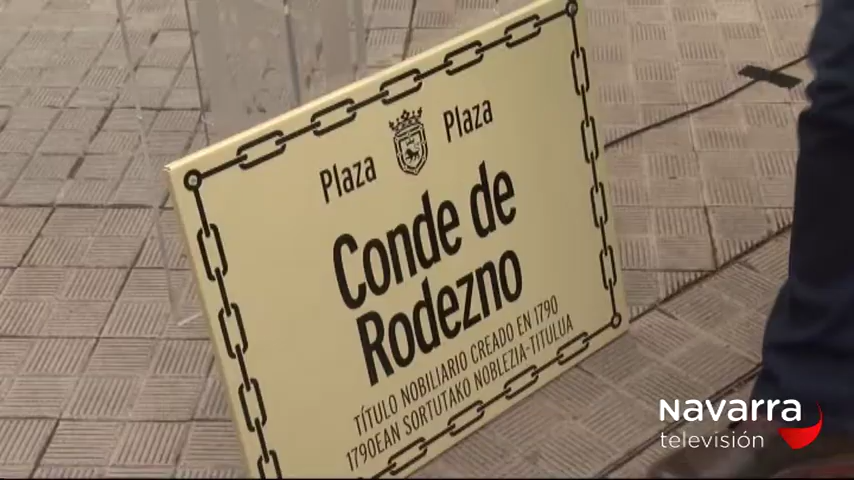 Plaza Plaza
Conde de
Rodezno
TÍTULO NOBILIARIO CREADO EN 1790
1790EAN SORTUTAKO NOBLEZIA-TITULUA
Navarra
televisión